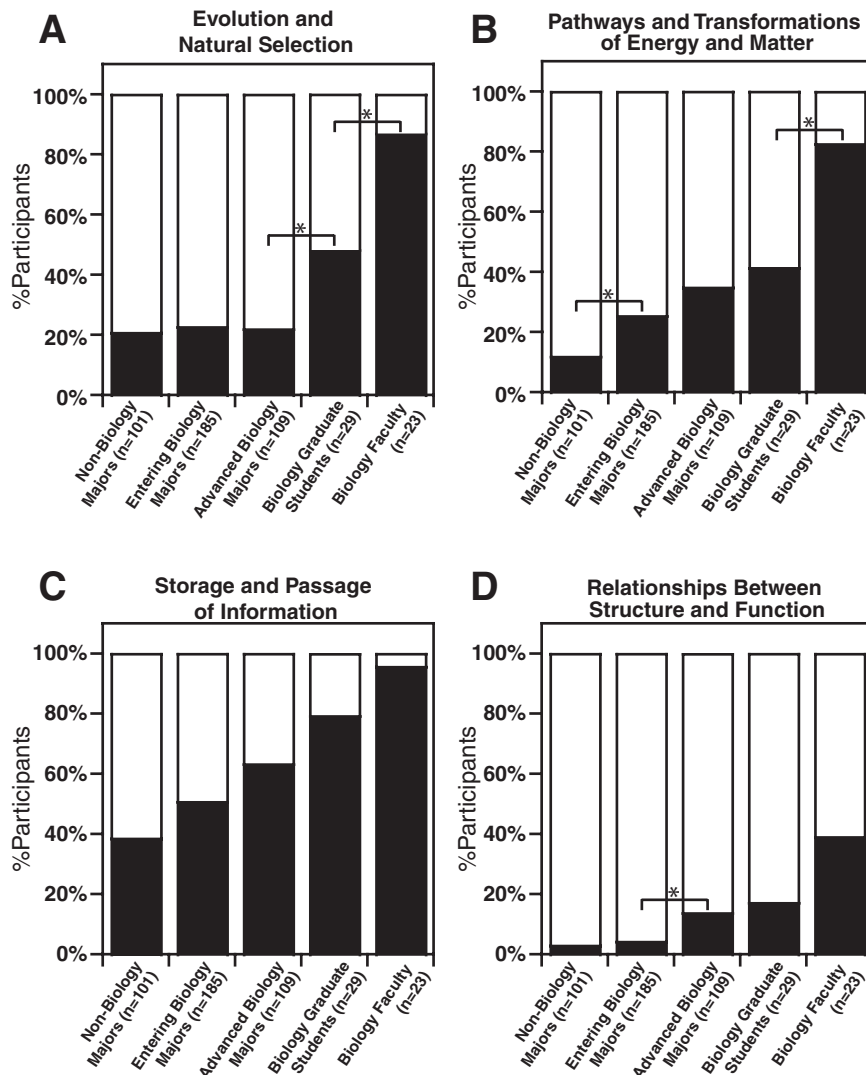 A
Evolution and
Natural Selection
%Participants
100%
80%
60%
40%
20%
0%
*
*
Non-Biology
Majors (n=101)
Entering Biology
Majors (n=185)
Advanced Biology
Majors (n=109)
Biology Graduate
Students (n=29)
Biology Faculty
(n=23)
B
Pathways and Transformations
of Energy and Matter
%Participants
100%
80%
60%
40%
20%
0%
*
*
Non-Biology
Majors (n=101)
Entering Biology
Majors (n=185)
Advanced Biology
Majors (n=109)
Biology Graduate
Students (n=29)
Biology Faculty
(n=23)
C
Storage and Passage
of Information
%Participants
100%
80%
60%
40%
20%
0%
Non-Biology
Majors (n=101)
Entering Biology
Majors (n=185)
Advanced Biology
Majors (n=109)
Biology Graduate
Students (n=29)
Biology Faculty
(n=23)
D
Relationships Between
Structure and Function
%Participants
100%
80%
60%
40%
20%
0%
*
Non-Biology
Majors (n=101)
Entering Biology
Majors (n=185)
Advanced Biology
Majors (n=109)
Biology Graduate
Students (n=29)
Biology Faculty
(n=23)